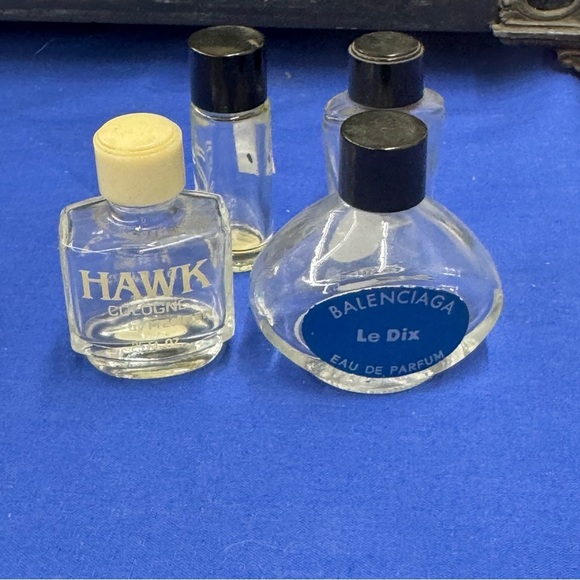 HAWK
COLOGNE
BALENCIAGA
Le Dix
EAU DE PARFUM